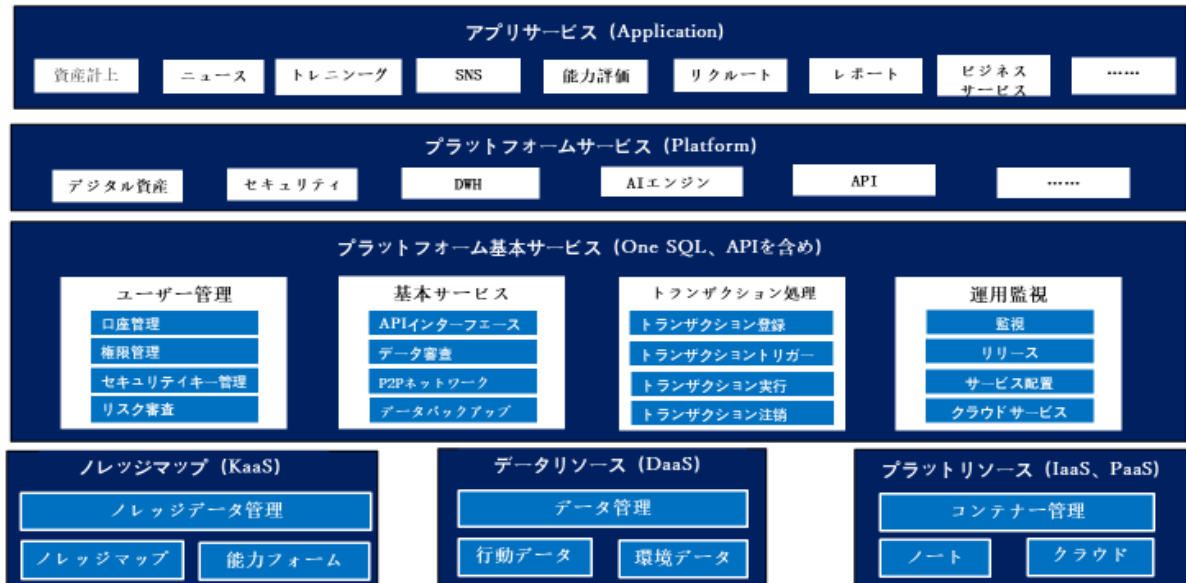 アプリサービス (Application)
資産計上 ニュース トレニンーグ SNS 能力評価 リクルート レポート ビジネス ……
サービス
プラットフォームサービス (Platform)
デジタル資産 セキュリティ DWH AIエンジン API ……
プラットフォーム基本サービス (One SQL、APIを含め)
ユーザー管理
口座管理
権限管理
セキュリテイキー管理
リスク審査
基本サービス
APIインターフエース
データ審査
P2Pネットワーク
データバックアップ
トランザクション処理
トランザクション登録
トランザクショントリガー
トランザクション実行
トランザクション注銷
運用監視
監視
リリース
サービス配置
クラウドサービス
ノレッジマップ (KaaS)
ノレッジデータ管理
ノレッジマップ 能力フォーム
データリソース (DaaS)
データ管理
行動データ 環境データ
プラットリソース (IaaS、PaaS)
コンテナー管理
ノート クラウド